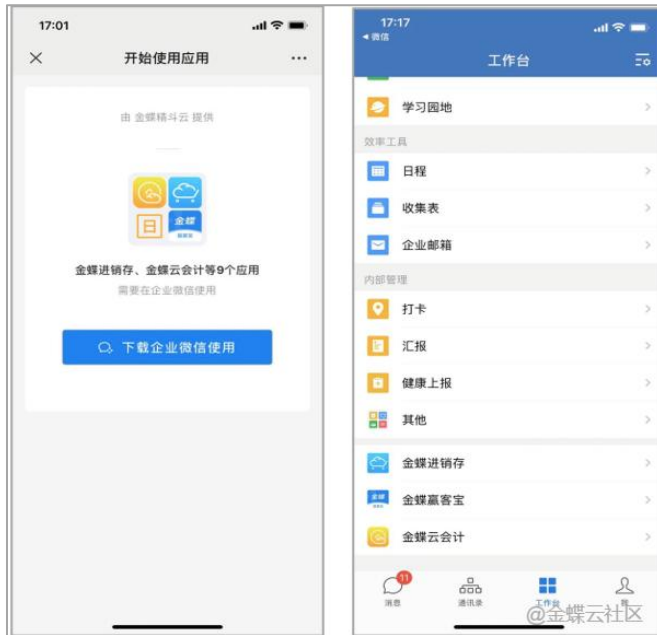 17:01
开始使用应用
由 金蝶精斗云 提供
金蝶
金蝶进销存、金蝶云会计等9个应用
需要在企业微信使用
下载企业微信使用
17:17
微信
工作台
学习园地
效率工具
日程
收集表
企业邮箱
内部管理
打卡
汇报
健康上报
其他
金蝶进销存
金蝶
金蝶赢客宝
金蝶云会计
11
消息
通讯录
工作台
我
@金蝶云社区